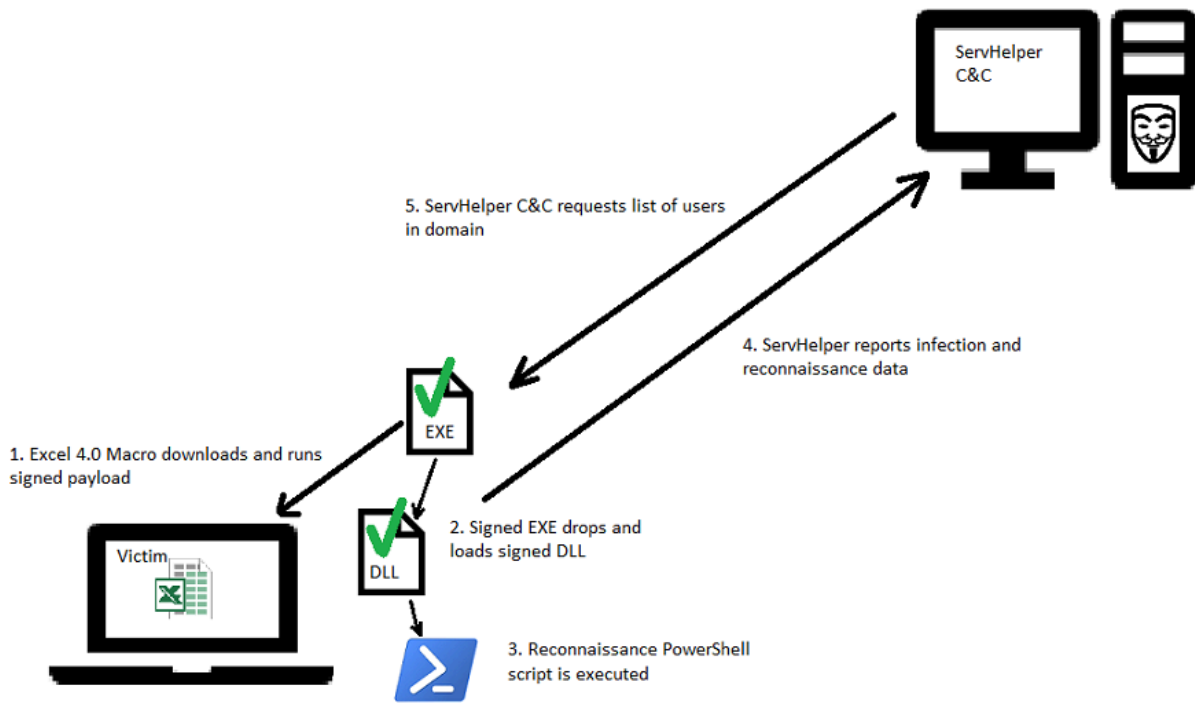 ServHelper
C&C
5. ServHelper C&C requests list of users
in domain
4. ServHelper reports infection and
reconnaissance data
EXE
1. Excel 4.0 Macro downloads and runs
signed payload
2. Signed EXE drops and
loads signed DLL
Victim
DLL
3. Reconnaissance PowerShell
script is executed